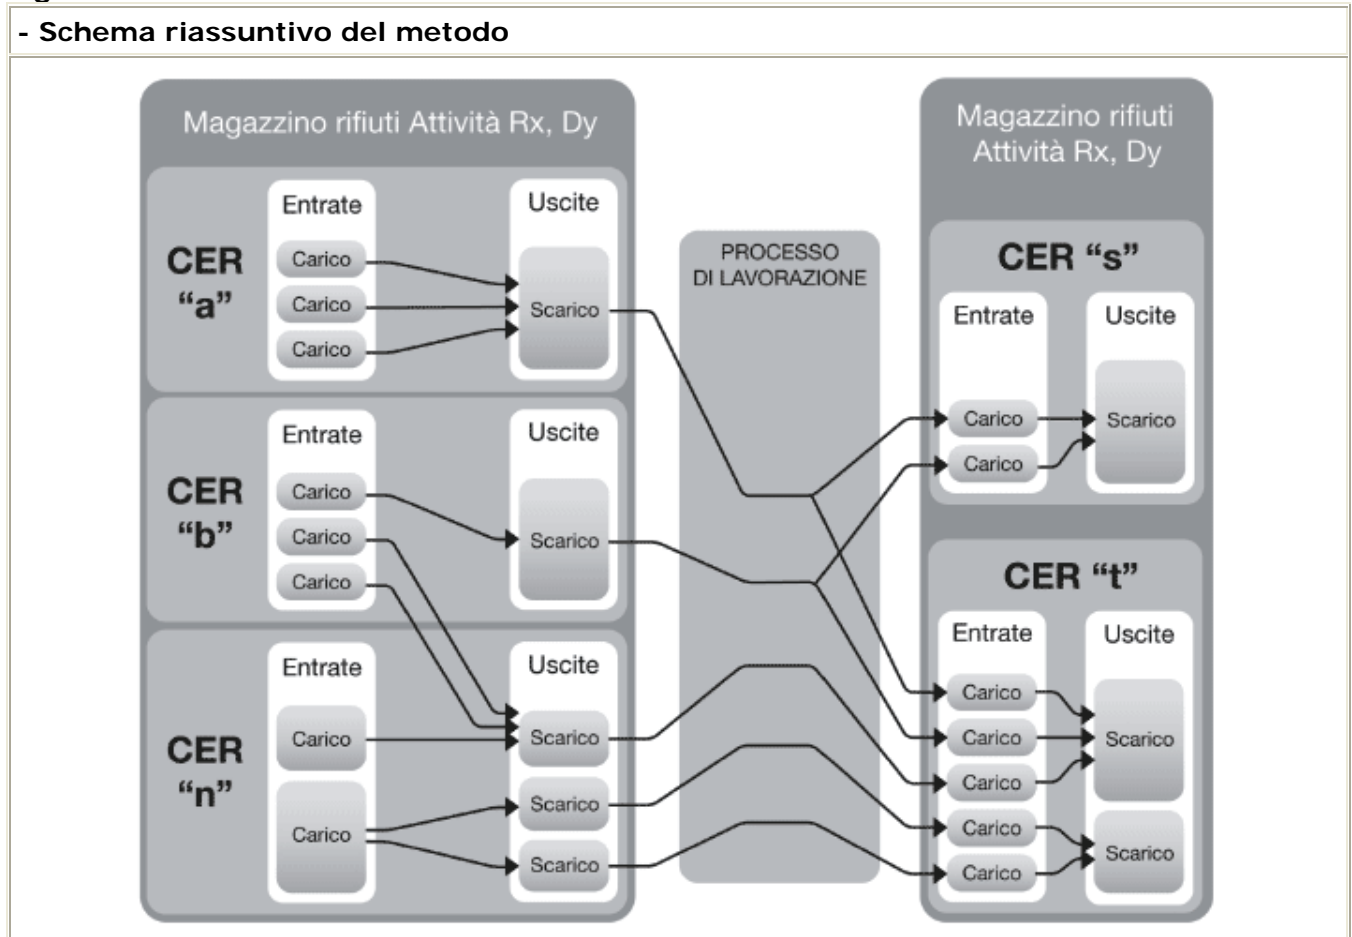 - Schema riassuntivo del metodo
Magazzino rifiuti Attività Rx, Dy
CER
“a”
Entrate
Carico
Carico
Carico
Uscite
Scarico
CER
“b”
Entrate
Carico
Carico
Carico
Uscite
Scarico
CER
“n”
Entrate
Carico
Carico
Uscite
Scarico
Scarico
Scarico
PROCESSO
DI LAVORAZIONE
Magazzino rifiuti
Attività Rx, Dy
CER “s”
Entrate
Carico
Carico
Uscite
Scarico
CER “t”
Entrate
Carico
Carico
Carico
Carico
Carico
Uscite
Scarico
Scarico